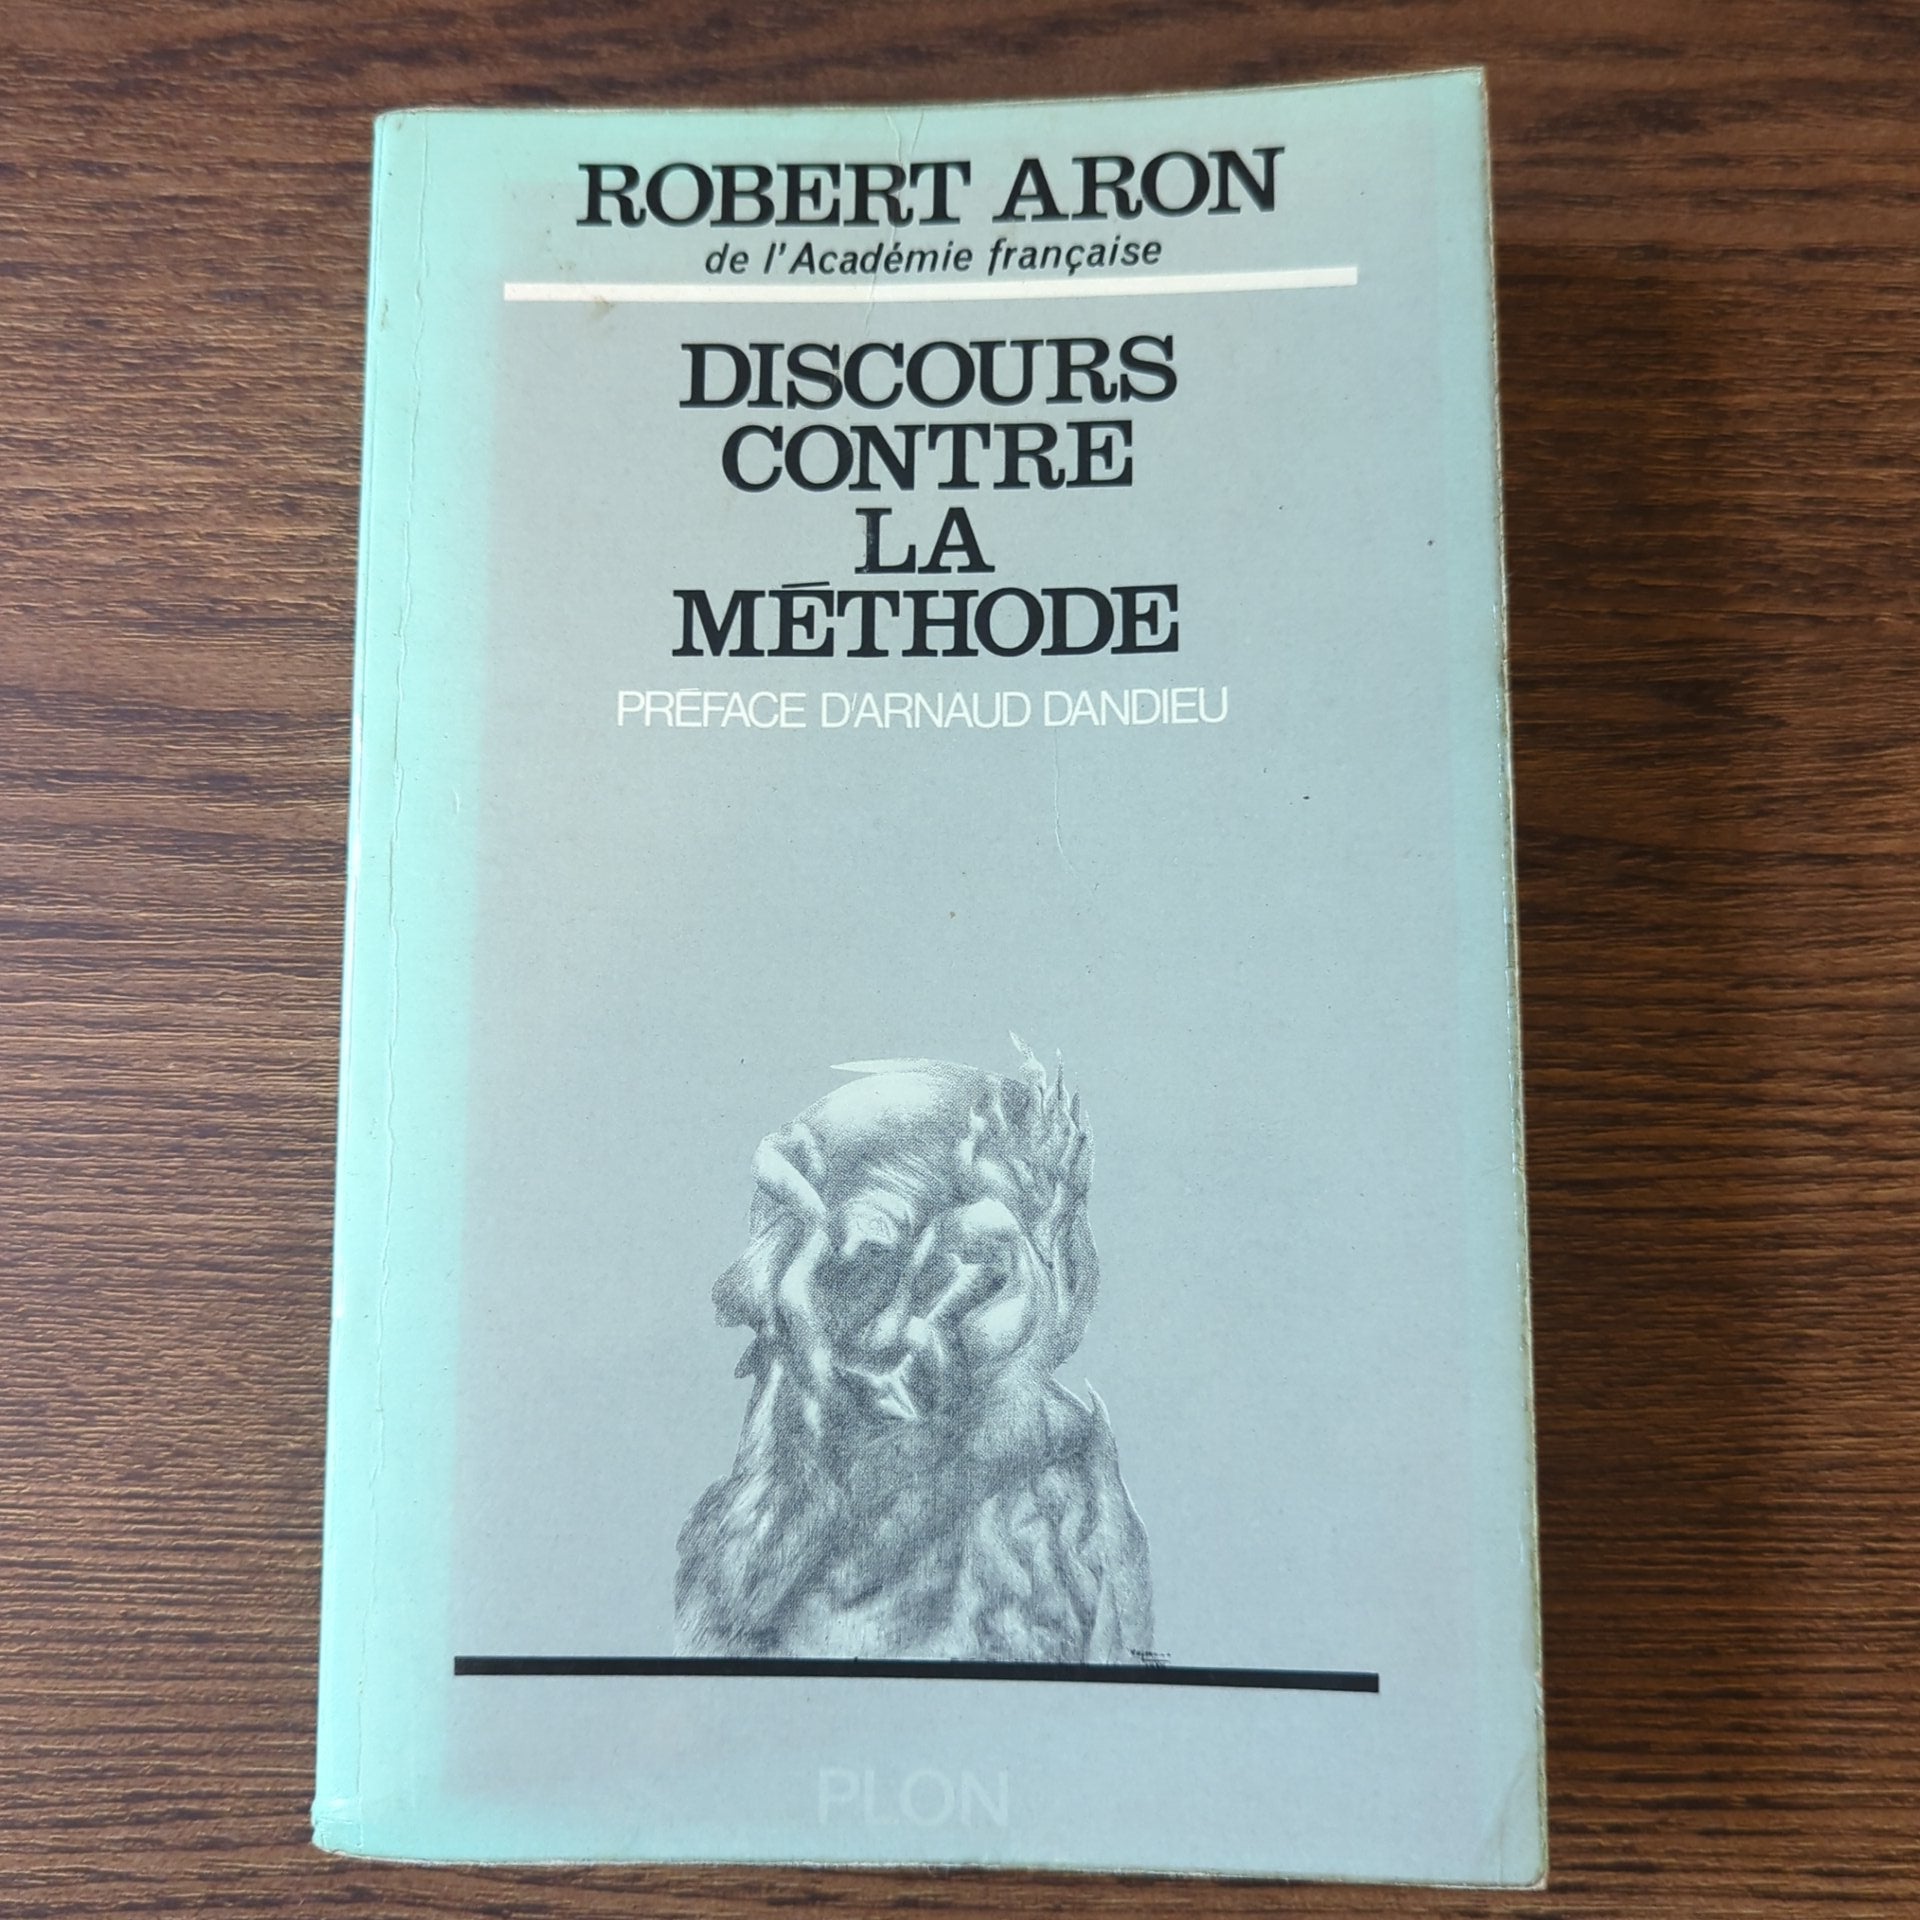 ROBERT ARON
de l'Académie française
DISCOURS
CONTRE
LA
MÉTHODE
PRÉFACE D'ARNAUD DANDIEU
PLON